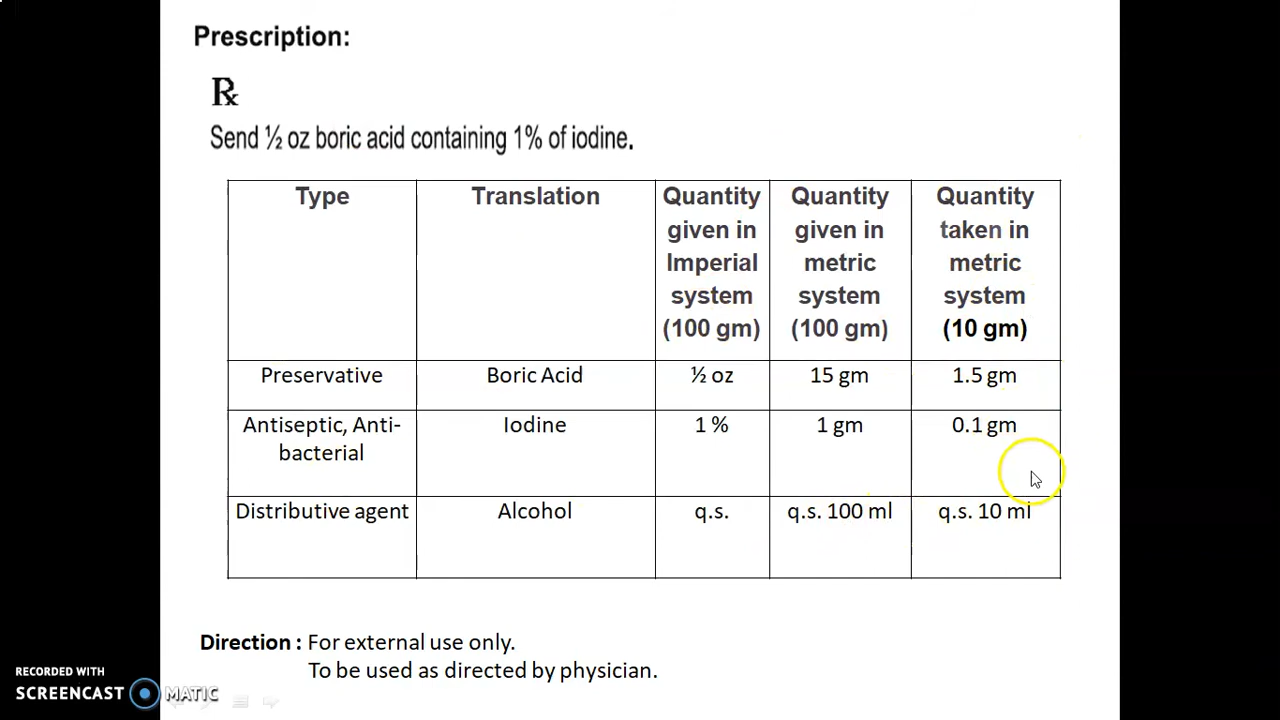 Prescription:
℞
Send ½ oz boric acid containing 1% of iodine.
Type Translation Quantity given in Imperial system (100 gm) Quantity given in metric system (100 gm) Quantity taken in metric system (10 gm)
Preservative Boric Acid ½ oz 15 gm 1.5 gm
Antiseptic, Anti-bacterial Iodine 1 % 1 gm 0.1 gm
Distributive agent Alcohol q.s. q.s. 100 ml q.s. 10 ml
Direction : For external use only.
To be used as directed by physician.
RECORDED WITH
SCREENCAST MATIC